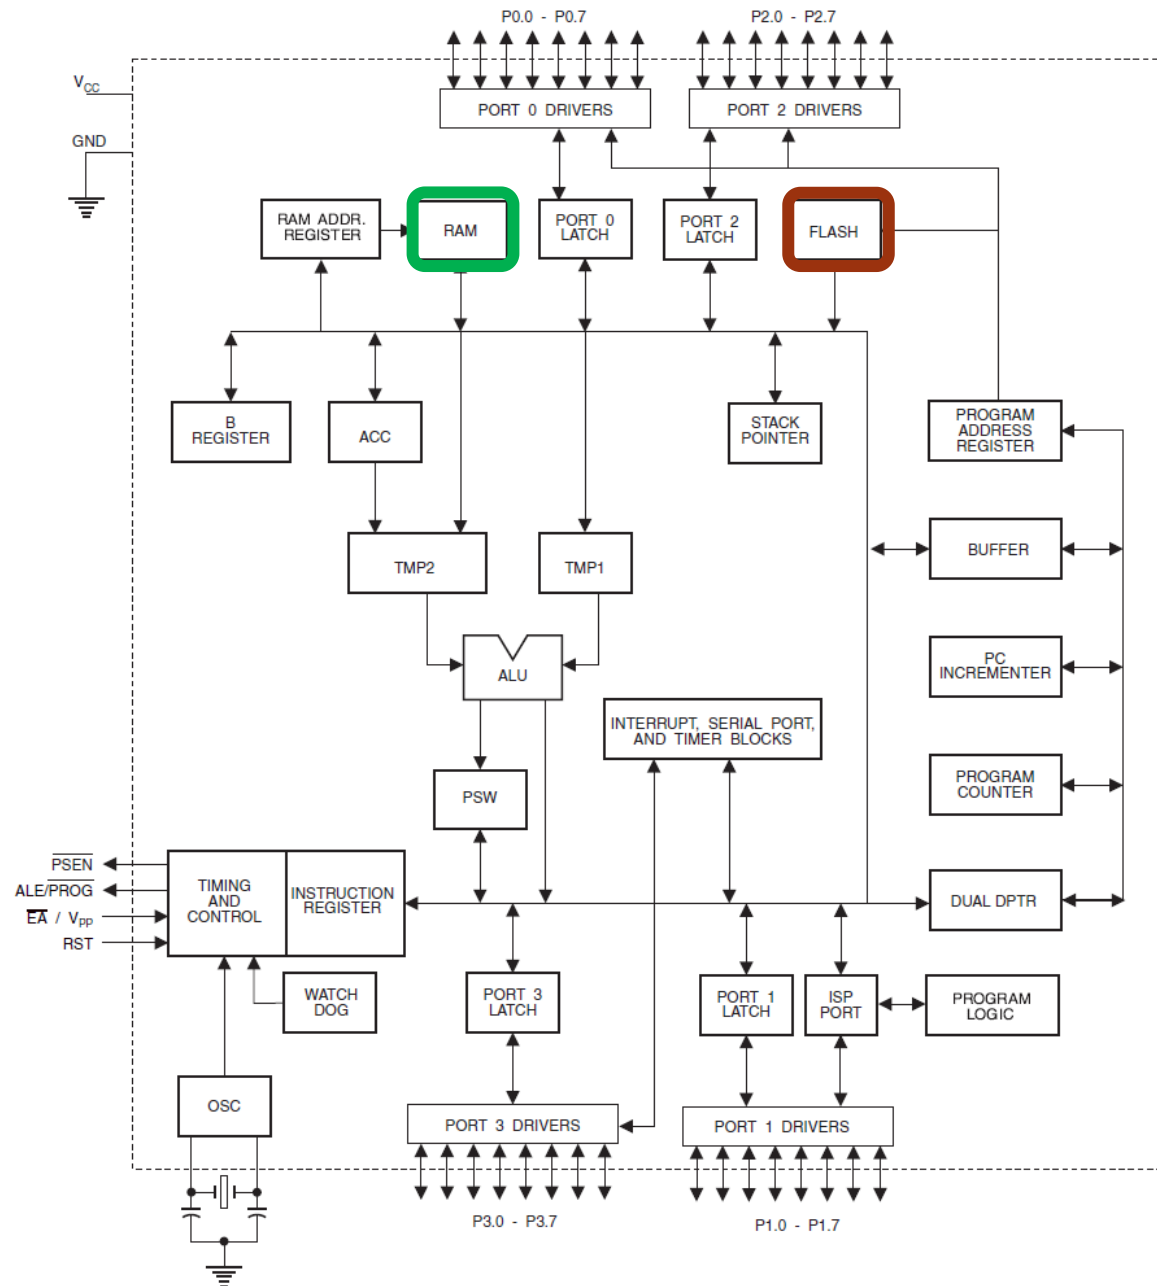 P0.0 - P0.7
P2.0 - P2.7
VCC
PORT 0 DRIVERS
PORT 2 DRIVERS
GND
RAM ADDR.
REGISTER
RAM
PORT 0
LATCH
PORT 2
LATCH
FLASH
B
REGISTER
ACC
STACK
POINTER
PROGRAM
ADDRESS
REGISTER
BUFFER
TMP2
TMP1
PC
INCREMENTER
ALU
INTERRUPT, SERIAL PORT,
AND TIMER BLOCKS
PROGRAM
COUNTER
PSW
PSEN
ALE/PROG
EA / VPP
RST
TIMING
AND
CONTROL
INSTRUCTION
REGISTER
DUAL DPTR
WATCH
DOG
PORT 3
LATCH
PORT 1
LATCH
ISP
PORT
PROGRAM
LOGIC
OSC
PORT 3 DRIVERS
PORT 1 DRIVERS
P3.0 - P3.7
P1.0 - P1.7